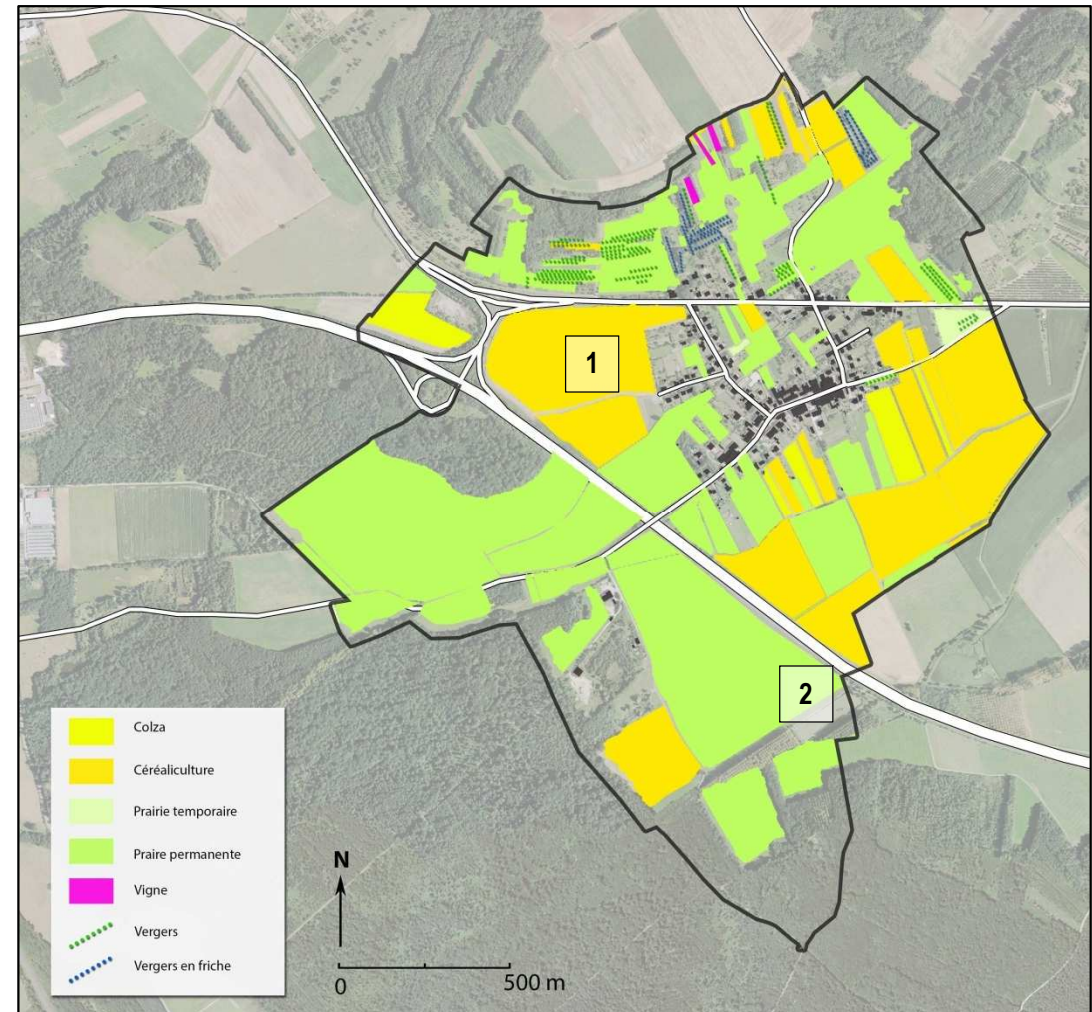 1
2
Colza
Céréaliculture
Prairie temporaire
Praire permanente
Vigne
Vergers
Vergers en friche
N
0
500 m